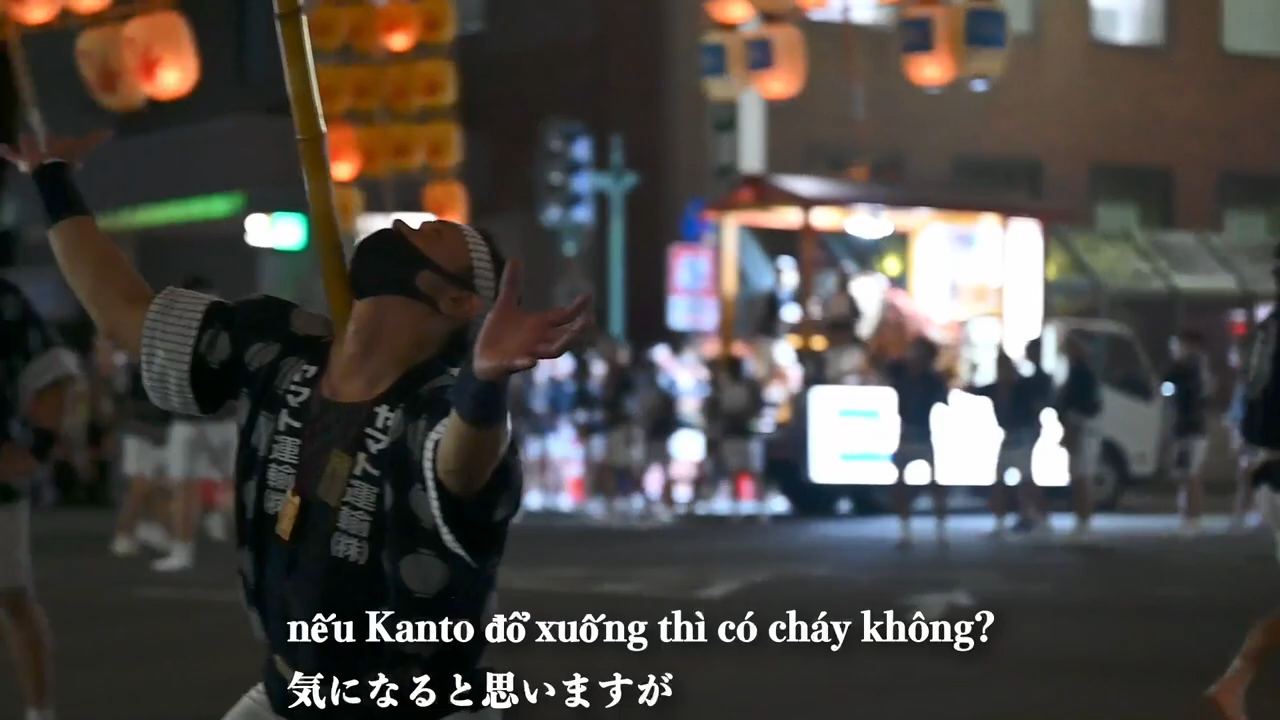 ヤマト運輸㈱
ヤマト運輸㈱
nếu Kanto đổ xuống thì có cháy không?
気になると思いますが